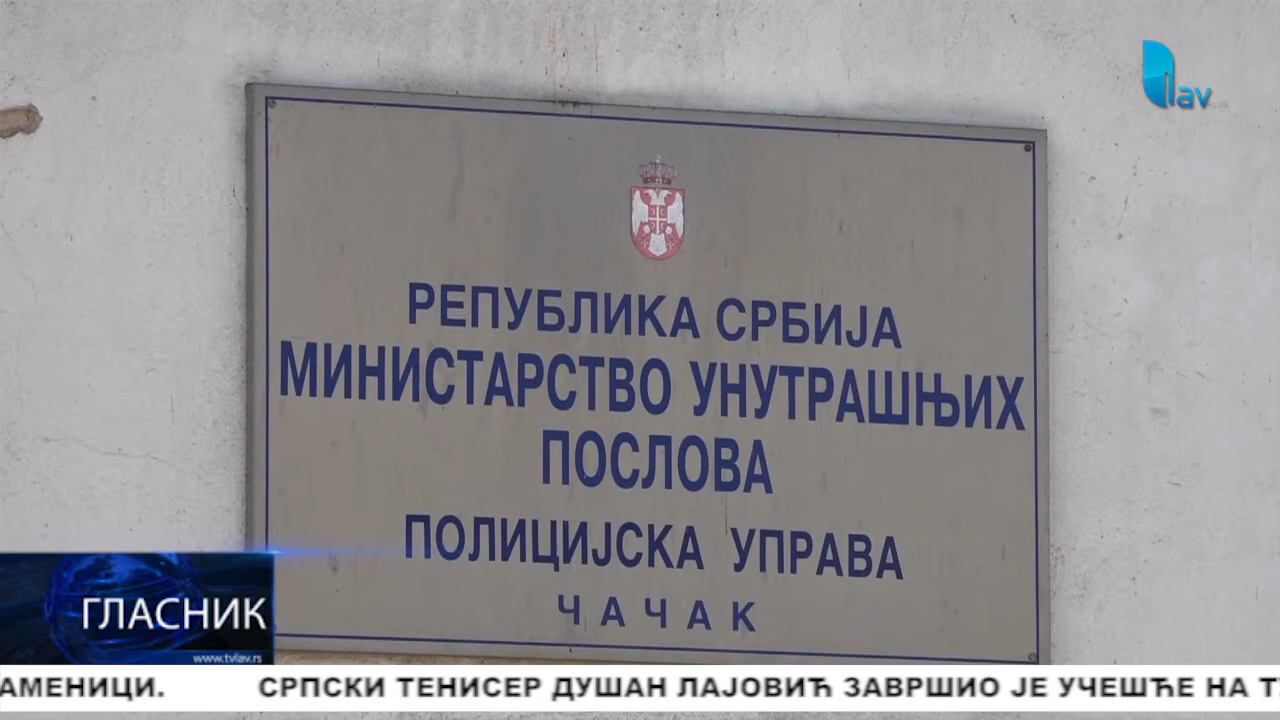 lav
РЕПУБЛИКА СРБИЈА
МИНИСТАРСТВО УНУТРАШЊИХ
ПОСЛОВА
ПОЛИЦИЈСКА УПРАВА
ЧАЧАК
ГЛАСНИК
www.tvlav.rs
АМЕНИЦИ. СРПСКИ ТЕНИСЕР ДУШАН ЛАЈОВИЋ ЗАВРШИО ЈЕ УЧЕШЋЕ НА